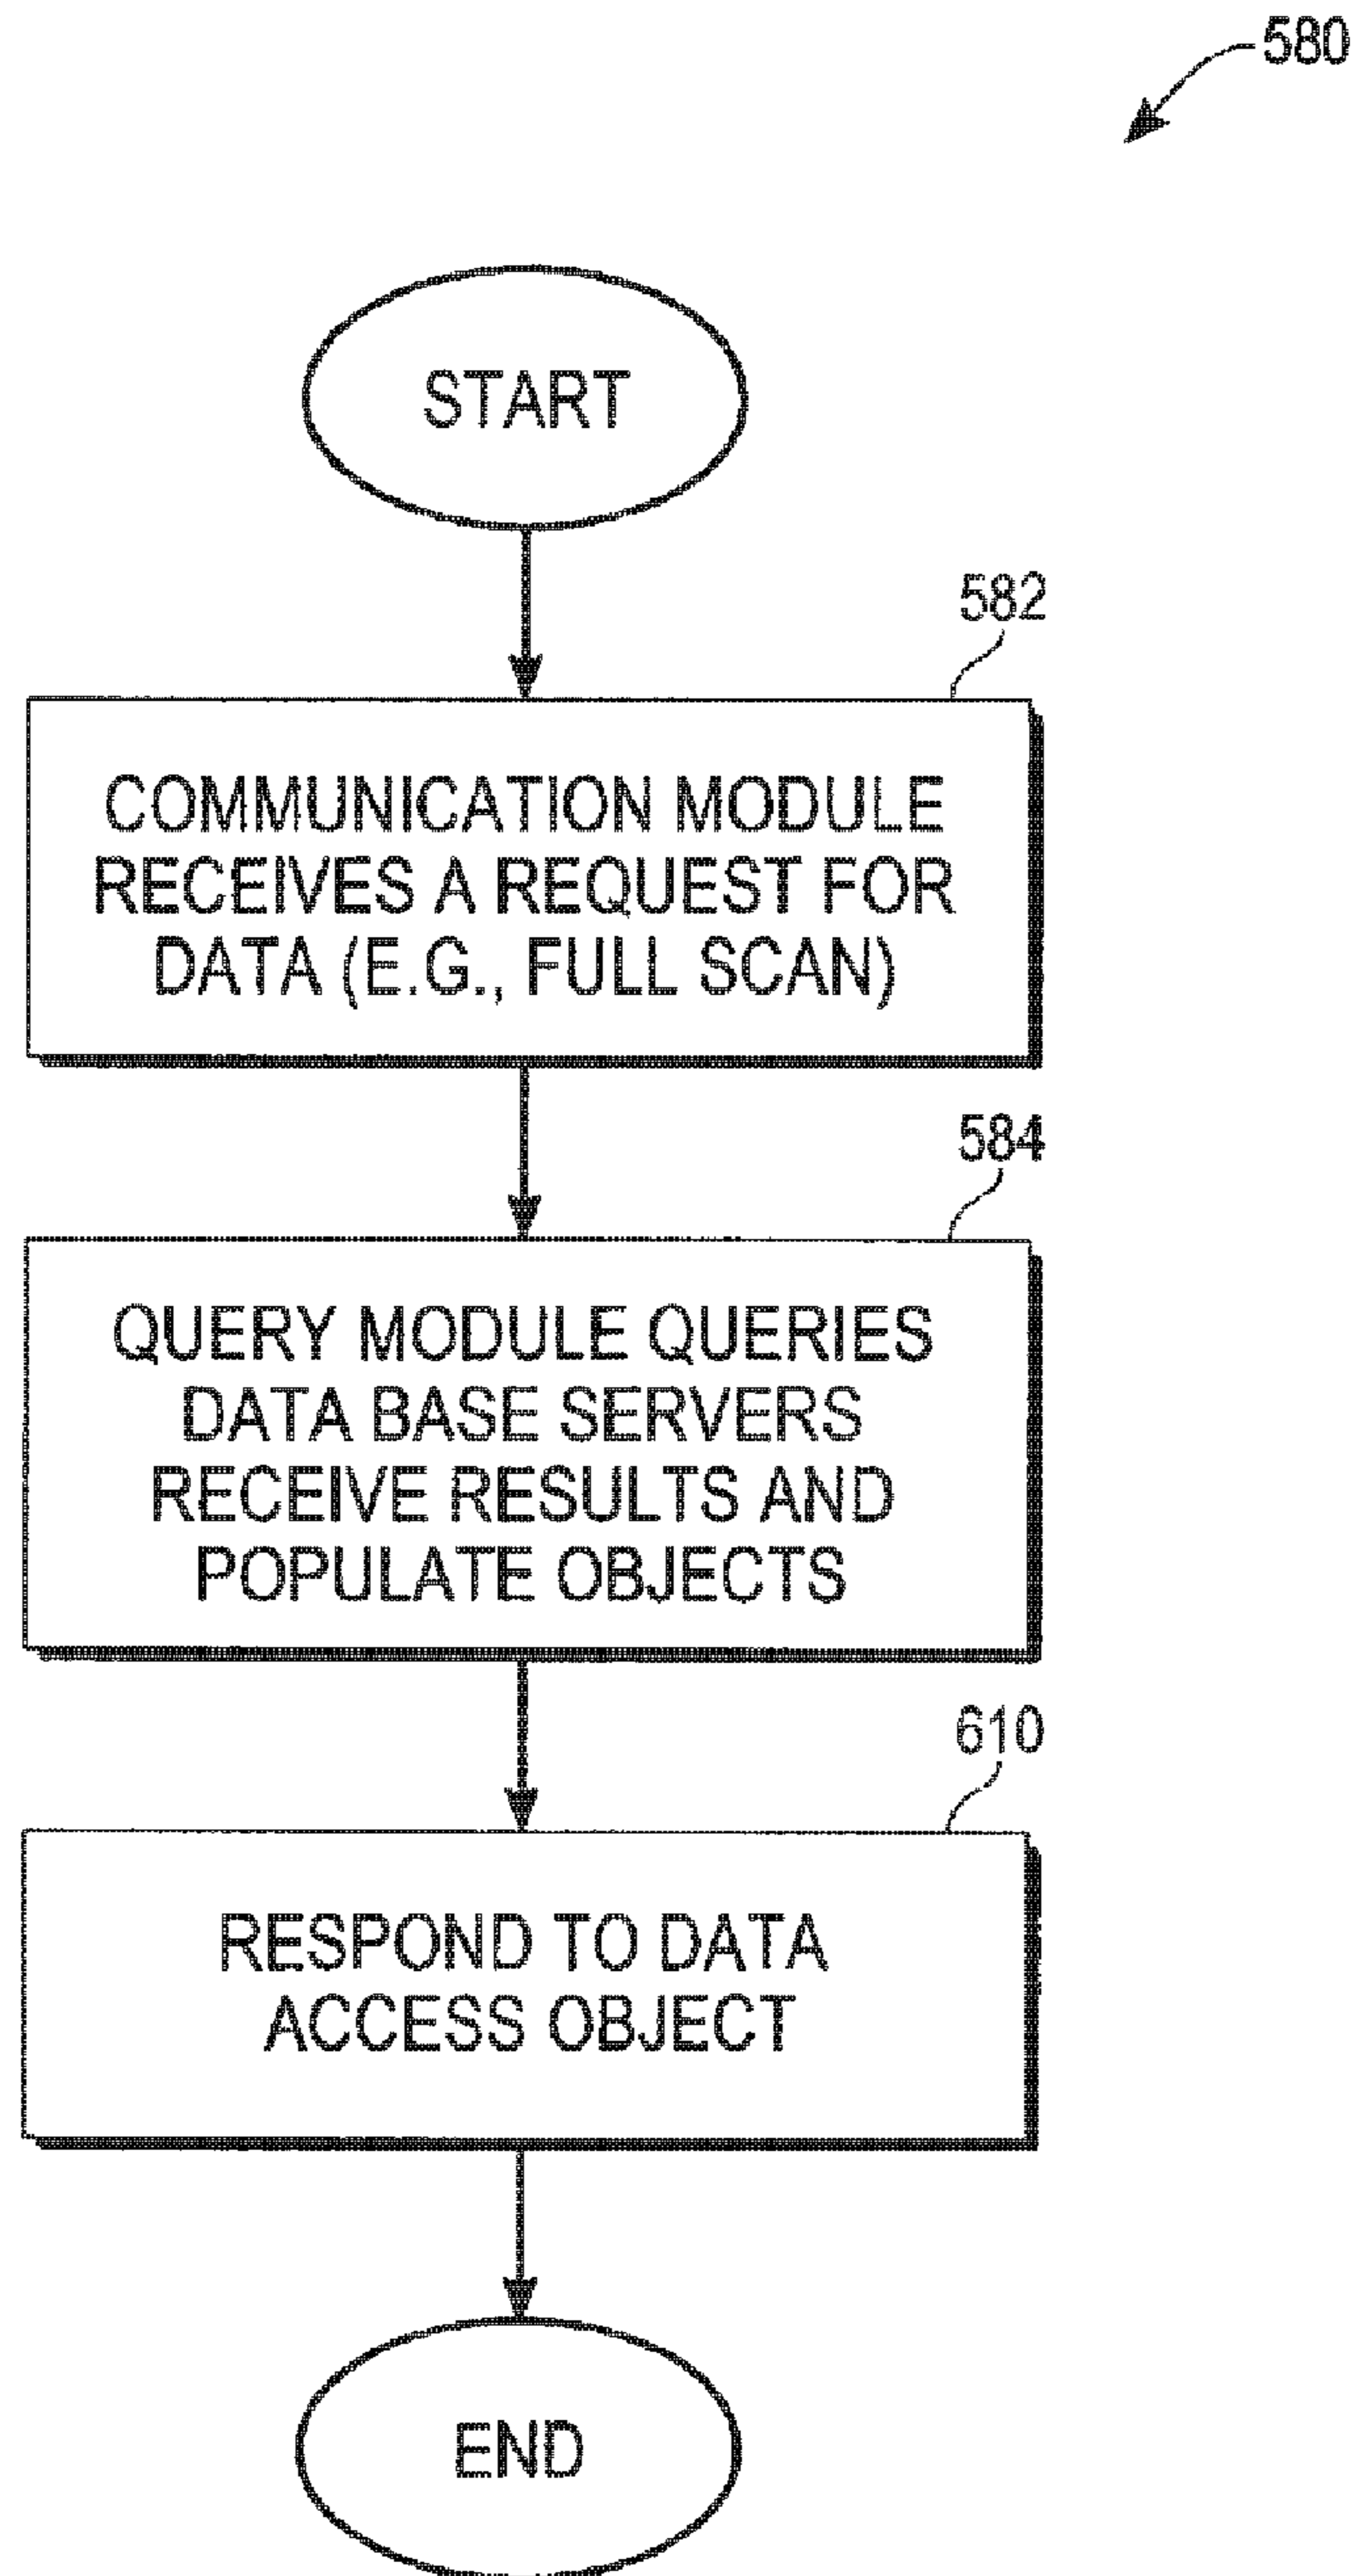 580
START
582
COMMUNICATION MODULE
RECEIVES A REQUEST FOR
DATA (E.G., FULL SCAN)
584
QUERY MODULE QUERIES
DATA BASE SERVERS
RECEIVE RESULTS AND
POPULATE OBJECTS
610
RESPOND TO DATA
ACCESS OBJECT
END